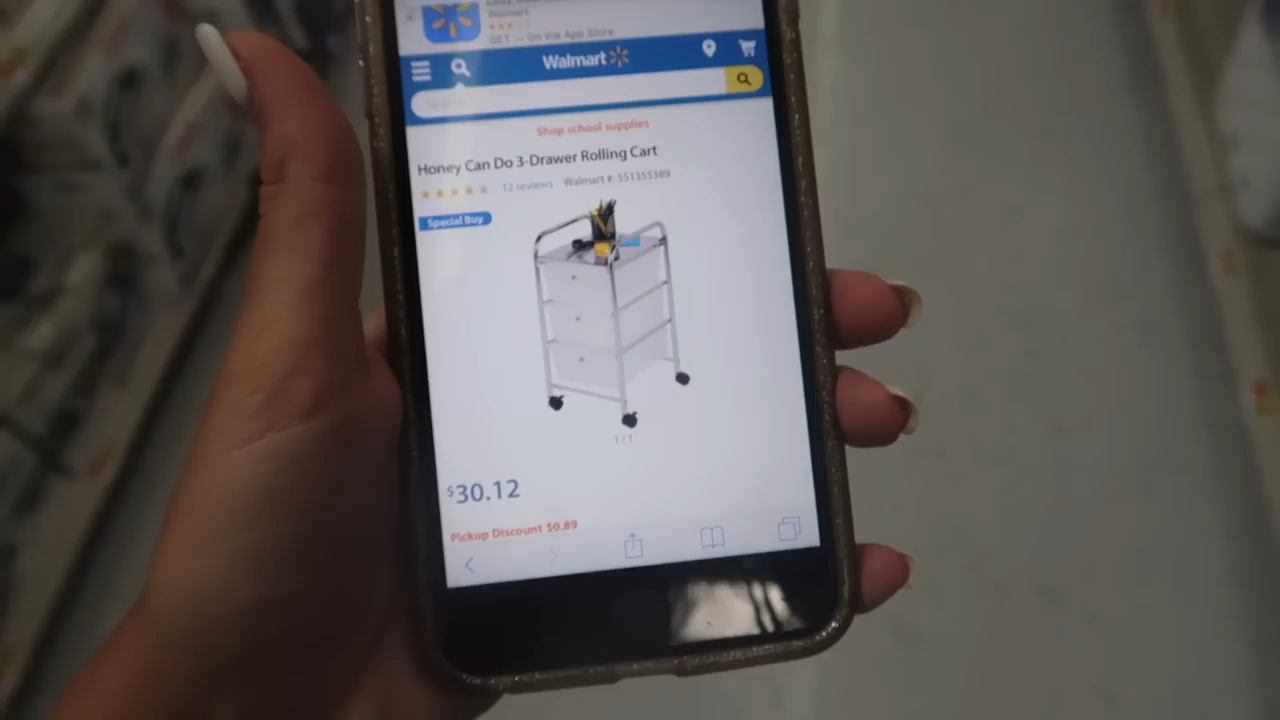 Walmart
GET — On the App Store
Walmart
Shop school supplies
Honey Can Do 3-Drawer Rolling Cart
12 reviews Walmart #: 551355389
Special Buy
1 / 1
$30.12
Pickup Discount $0.89